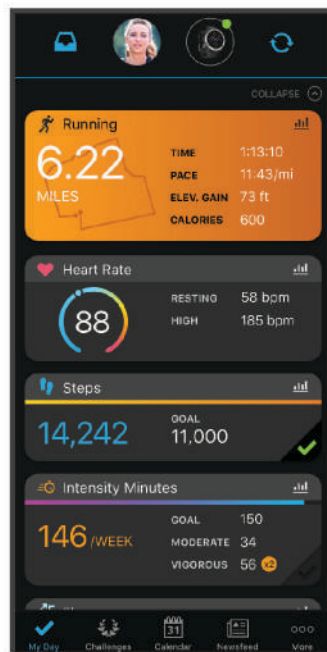 COLLAPSE
Running
6.22
MILES
TIME 1:13:10
PACE 11:43/mi
ELEV. GAIN 73 ft
CALORIES 600
Heart Rate
88
RESTING 58 bpm
HIGH 185 bpm
Steps
14,242
GOAL
11,000
Intensity Minutes
146/WEEK
GOAL 150
MODERATE 34
VIGOROUS 56 x2
31
My Day Challenges Calendar Newsfeed More